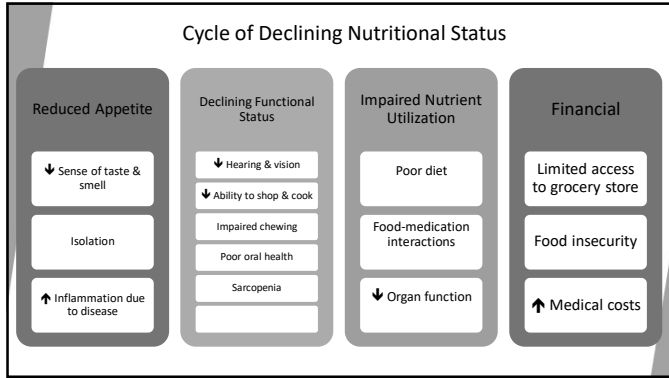 Cycle of Declining Nutritional Status
Reduced Appetite
🡻 Sense of taste &
smell
Isolation
🡹 Inflammation due
to disease
Declining Functional
Status
🡻 Hearing & vision
🡻 Ability to shop & cook
Impaired chewing
Poor oral health
Sarcopenia
Impaired Nutrient
Utilization
Poor diet
Food-medication
interactions
🡻 Organ function
Financial
Limited access
to grocery store
Food insecurity
🡹 Medical costs